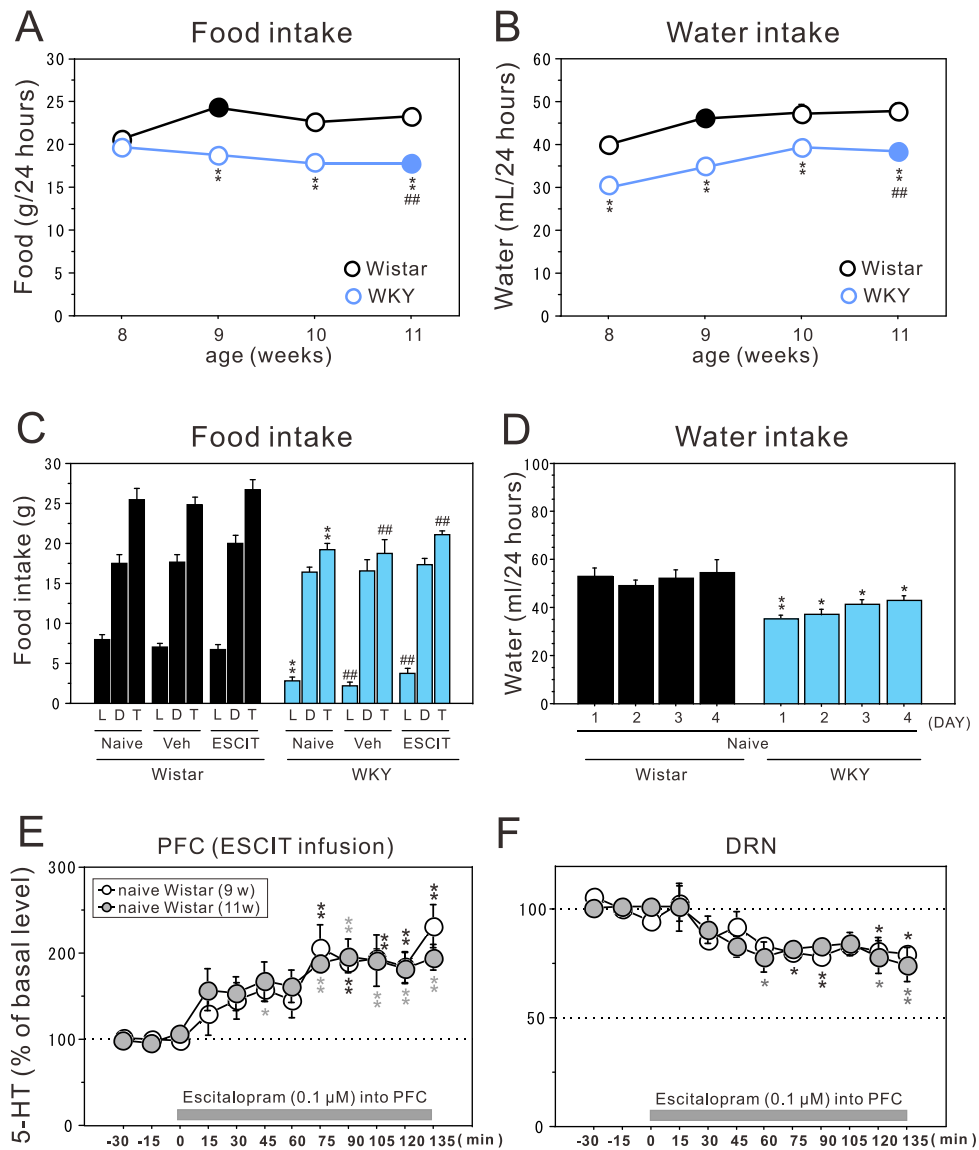 A
Food intake
Food (g/24 hours)
30
25
20
15
10
5
0
**
**
**
##
Wistar
WKY
8
9
10
11
age (weeks)
B
Water intake
Water (mL/24 hours)
60
50
40
30
20
10
0
**
**
**
**
##
Wistar
WKY
8
9
10
11
age (weeks)
C
Food intake
Food intake (g)
30
25
20
15
10
5
0
**
**
##
##
##
##
L D T L D T L D T L D T L D T L D T
Naive Veh ESCIT Naive Veh ESCIT
Wistar WKY
D
Water intake
Water (ml/24 hours)
100
80
60
40
20
0
**
*
*
*
1 2 3 4 1 2 3 4 (DAY)
Naive
Wistar WKY
E
PFC (ESCIT infusion)
5-HT (% of basal level)
300
200
100
0
naive Wistar (9 w)
naive Wistar (11w)
*
**
**
**
**
**
**
**
**
**
**
Escitalopram (0.1 μM) into PFC
-30 -15 0 15 30 45 60 75 90 105 120 135 (min)
F
DRN
100
50
0
*
*
**
*
*
*
**
Escitalopram (0.1 μM) into PFC
-30 -15 0 15 30 45 60 75 90 105 120 135 (min)